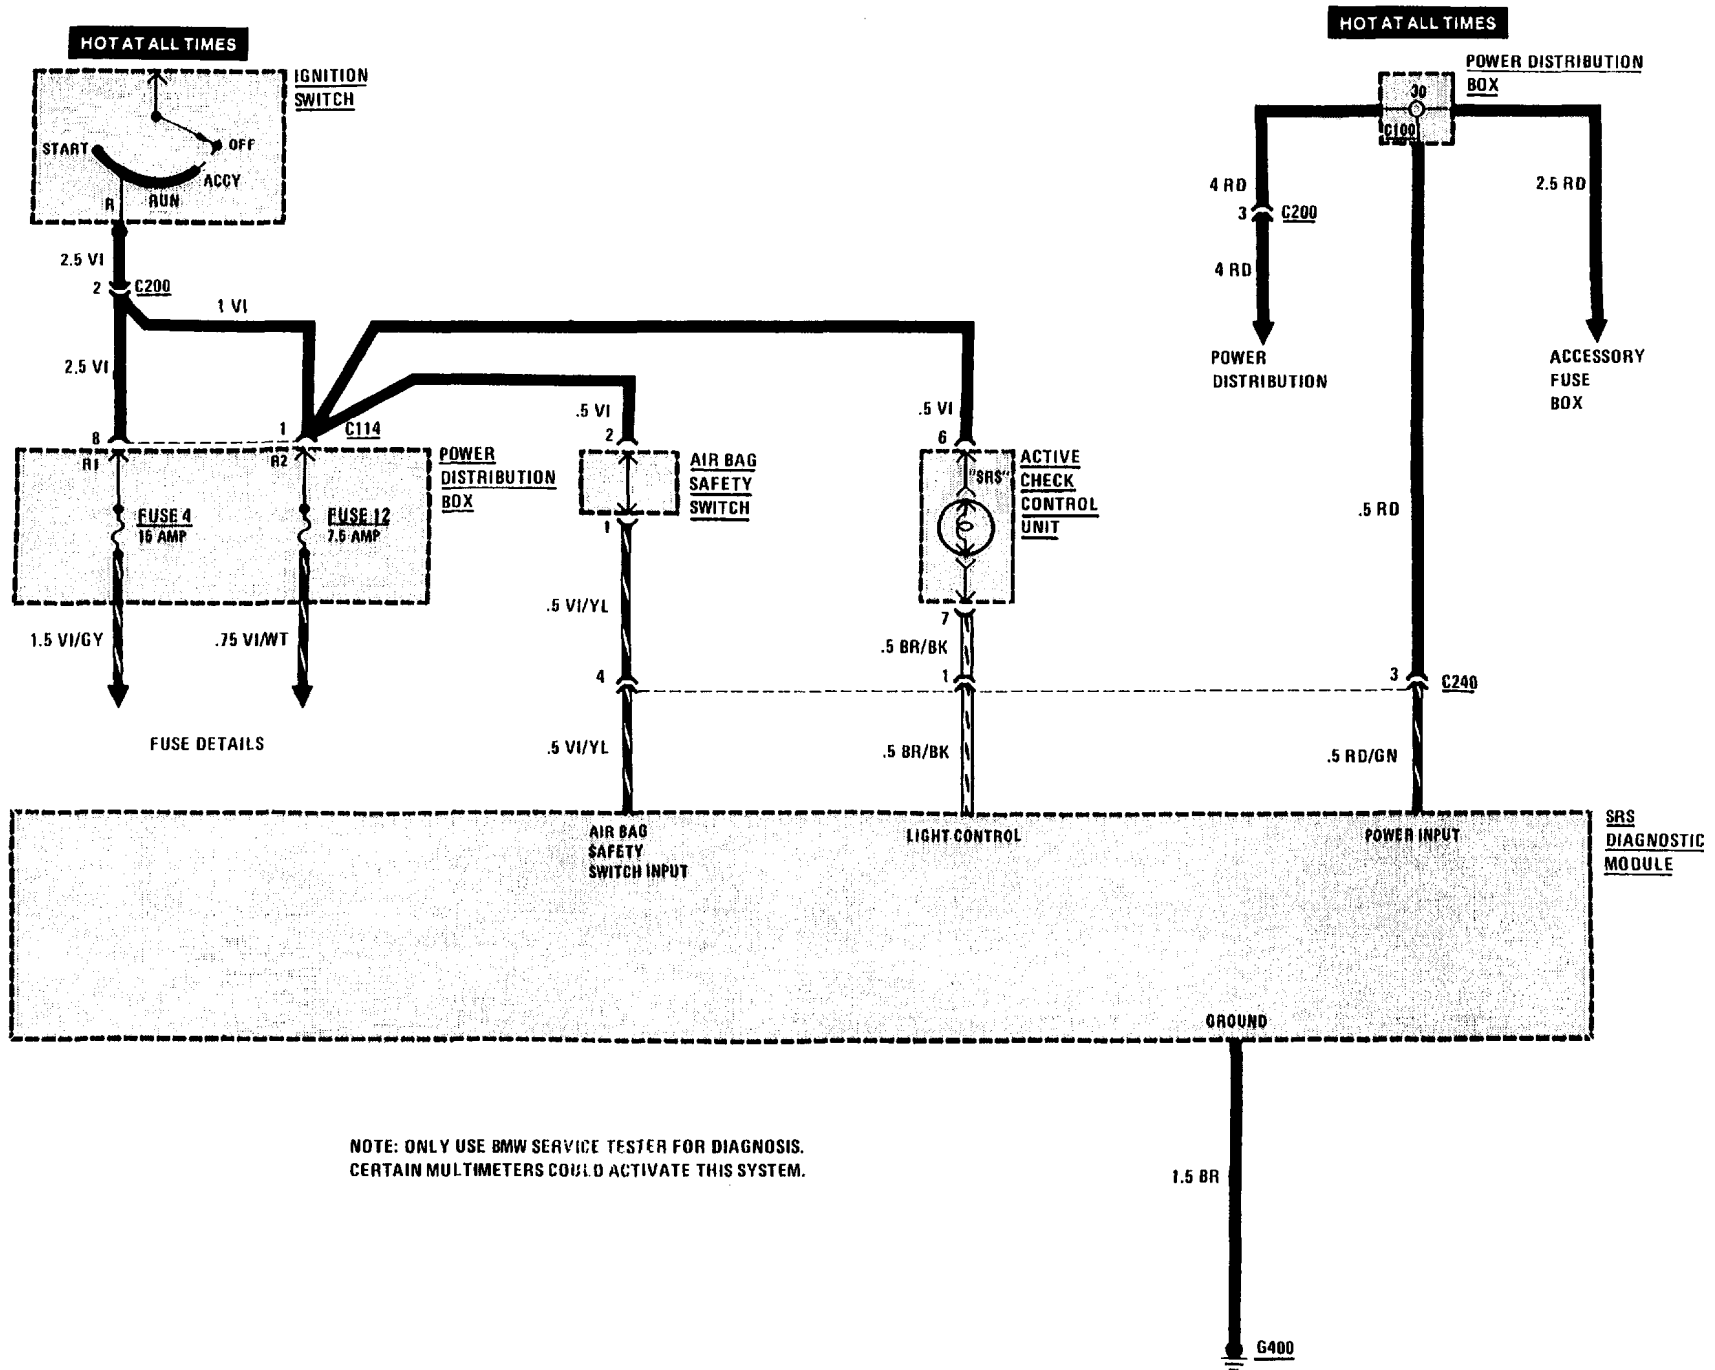 HOT AT ALL TIMES
HOT AT ALL TIMES
IGNITION
SWITCH
START
OFF
ACCY
RUN
R
POWER DISTRIBUTION
BOX
30
C100
4 RD
3 C200
4 RD
2.5 RD
POWER
DISTRIBUTION
ACCESSORY
FUSE
BOX
2.5 VI
2 C200
1 VI
2.5 VI
.5 VI
.5 VI
8
1 C114
2
6
R1
R2
POWER
DISTRIBUTION
BOX
AIR BAG
SAFETY
SWITCH
"SRS"
ACTIVE
CHECK
CONTROL
UNIT
FUSE 4
15 AMP
FUSE 12
7.5 AMP
1
7
.5 RD
1.5 VI/GY
.75 VI/WT
.5 VI/YL
.5 BR/BK
4
1
3 C240
FUSE DETAILS
.5 VI/YL
.5 BR/BK
.5 RD/GN
AIR BAG
SAFETY
SWITCH INPUT
LIGHT CONTROL
POWER INPUT
SRS
DIAGNOSTIC
MODULE
GROUND
NOTE: ONLY USE BMW SERVICE TESTER FOR DIAGNOSIS.
CERTAIN MULTIMETERS COULD ACTIVATE THIS SYSTEM.
1.5 BR
G400